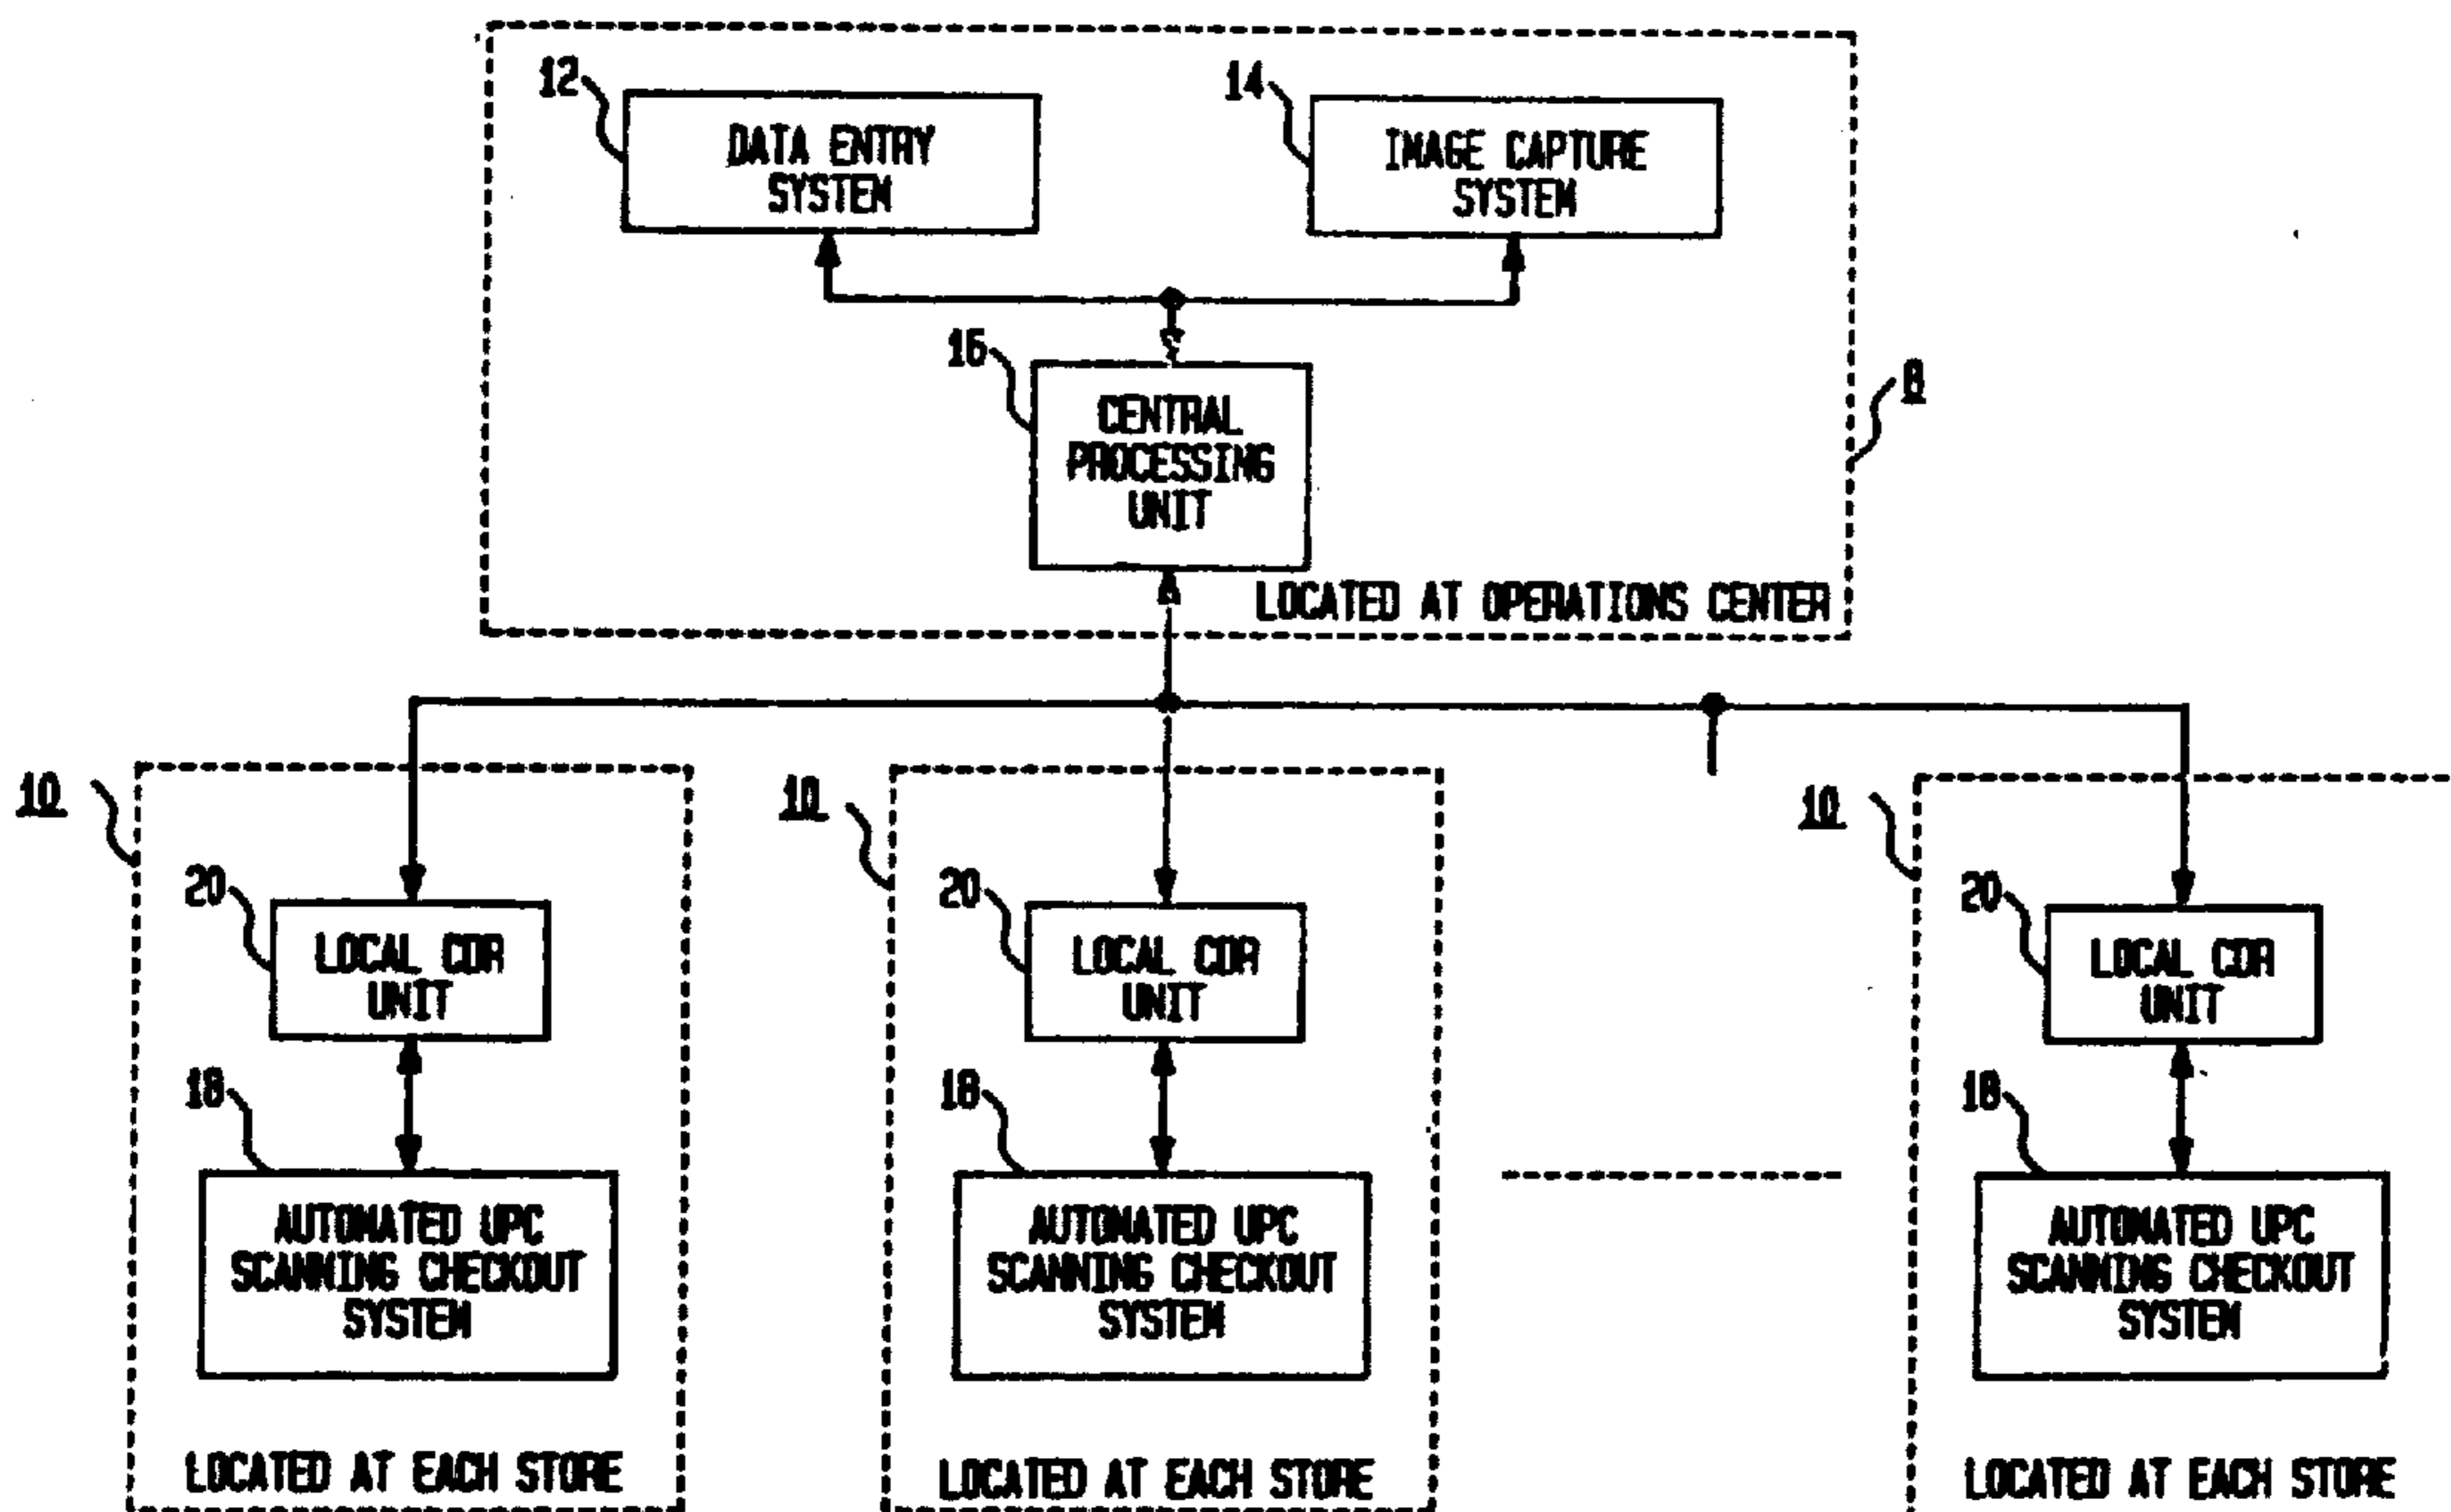 12
DATA ENTRY
SYSTEM
14
IMAGE CAPTURE
SYSTEM
16
CENTRAL
PROCESSING
UNIT
8
LOCATED AT OPERATIONS CENTER
10
20
LOCAL CDR
UNIT
18
AUTOMATED UPC
SCANNING CHECKOUT
SYSTEM
LOCATED AT EACH STORE
10
20
LOCAL CDR
UNIT
18
AUTOMATED UPC
SCANNING CHECKOUT
SYSTEM
LOCATED AT EACH STORE
10
20
LOCAL CDR
UNIT
18
AUTOMATED UPC
SCANNING CHECKOUT
SYSTEM
LOCATED AT EACH STORE